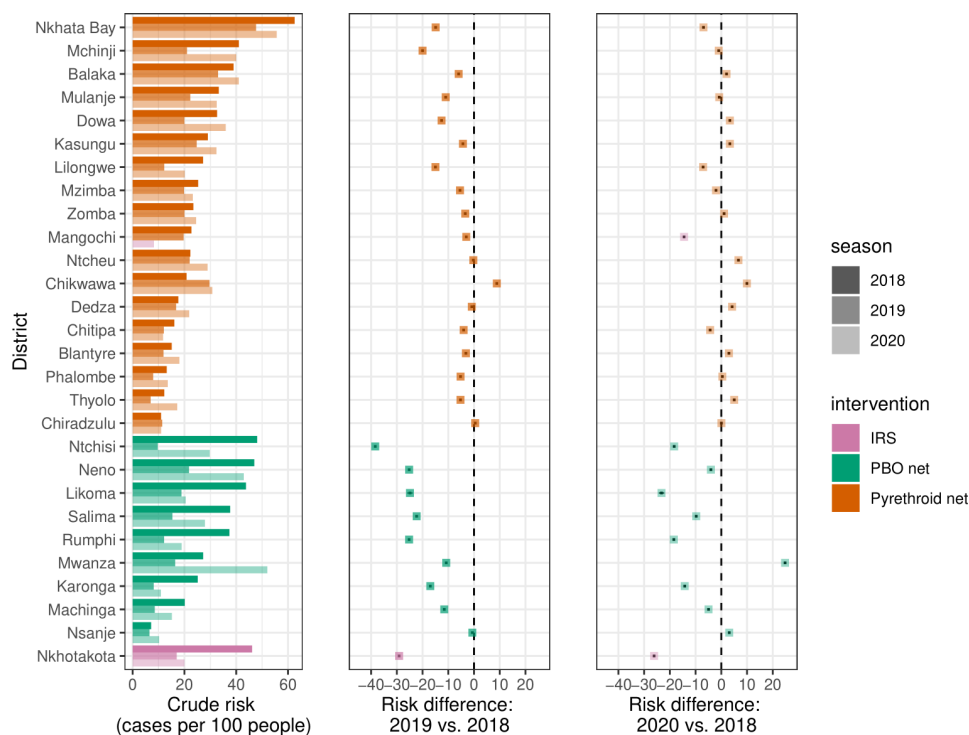 Nkhata Bay
Mchinji
Balaka
Mulanje
Dowa
Kasungu
Lilongwe
Mzimba
Zomba
Mangochi
Ntcheu
Chikwawa
Dedza
Chitipa
Blantyre
Phalombe
Thyolo
Chiradzulu
Ntchisi
Neno
Likoma
Salima
Rumphi
Mwanza
Karonga
Machinga
Nsanje
Nkhotakota
District
0 20 40 60
Crude risk
(cases per 100 people)
−40 −30 −20 −10 0 10 20
Risk difference:
2019 vs. 2018
−40 −30 −20 −10 0 10 20
Risk difference:
2020 vs. 2018
season
2018
2019
2020
intervention
IRS
PBO net
Pyrethroid net